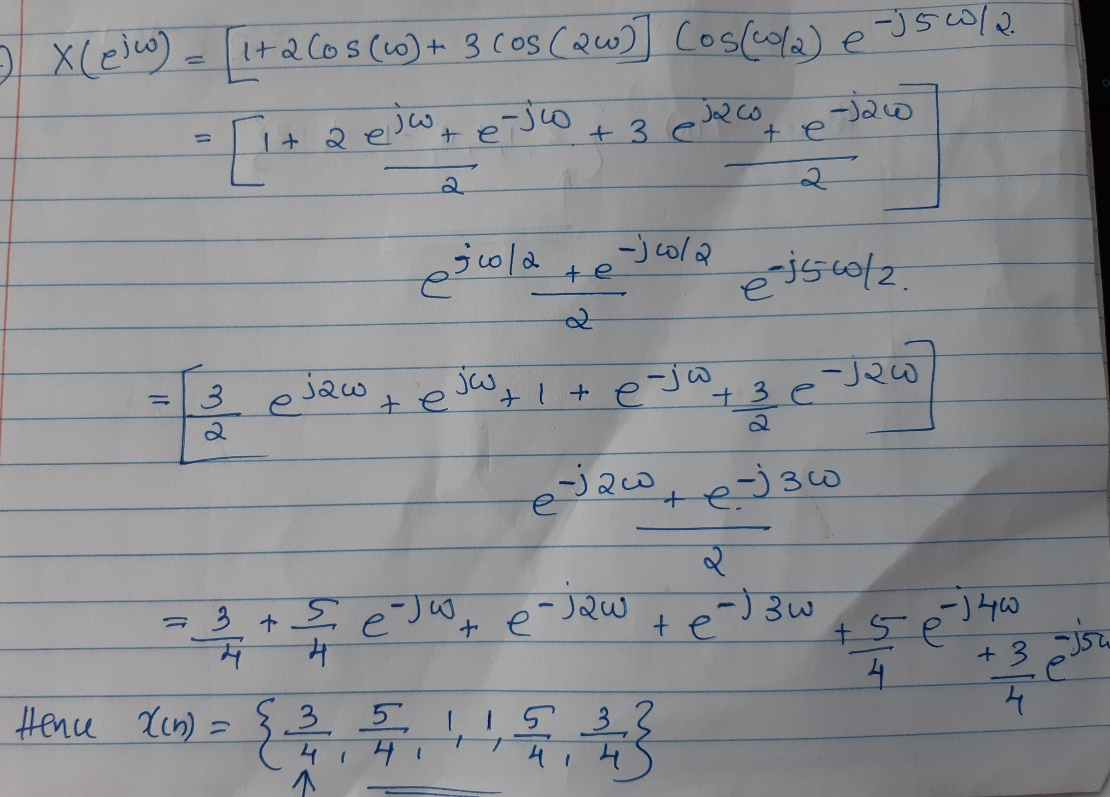 ) X(e^jω) = [1+2Cos(ω)+ 3Cos(2ω)] Cos(ω/2) e^-j5ω/2.
= [1 + 2 (e^jω + e^-jω)/2 + 3 (e^j2ω + e^-j2ω)/2]
(e^jω/2 + e^-jω/2)/2 e^-j5ω/2.
= [3/2 e^j2ω + e^jω + 1 + e^-jω + 3/2 e^-j2ω]
(e^-j2ω + e^-j3ω)/2
= 3/4 + 5/4 e^-jω + e^-j2ω + e^-j3ω + 5/4 e^-j4ω + 3/4 e^-j5ω
Hence x(n) = {3/4, 5/4, 1, 1, 5/4, 3/4}
↑